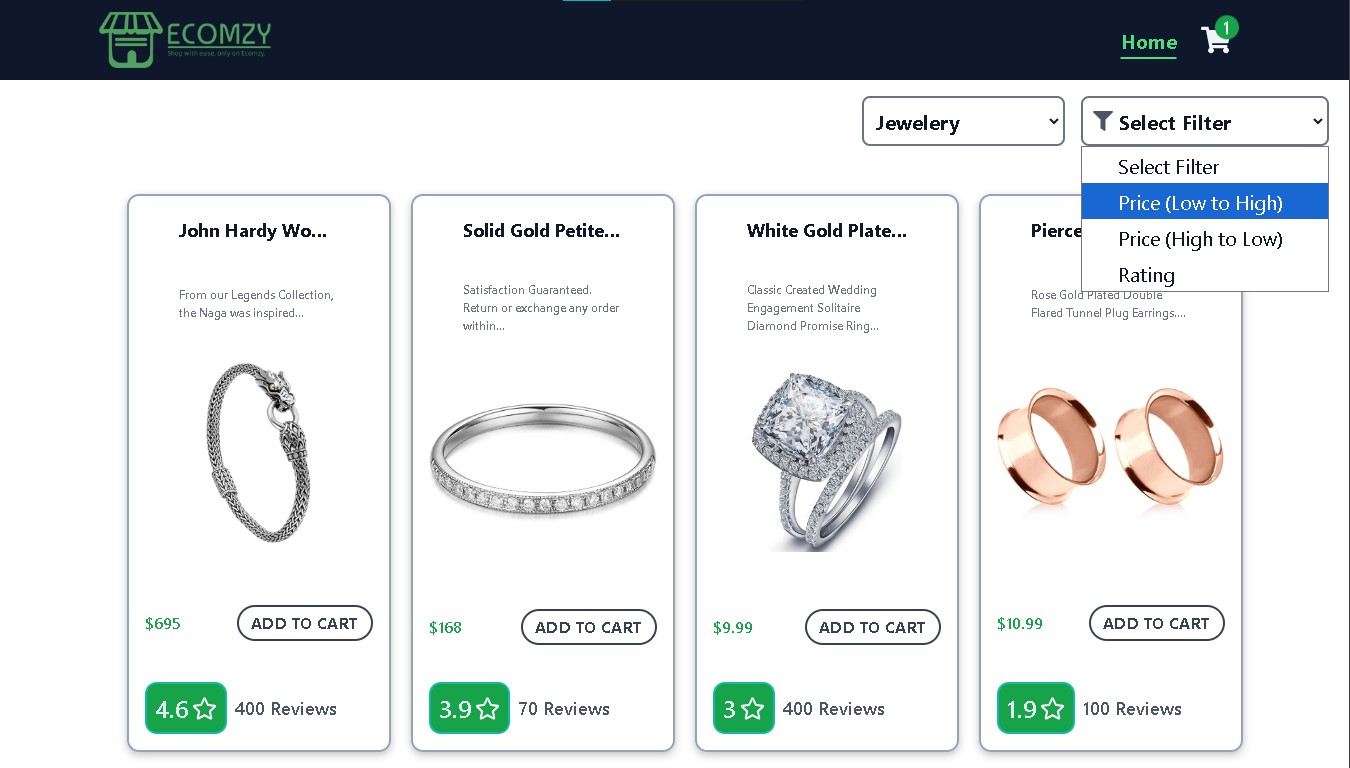 ECOMZY
Shop with ease, only on Ecomzy.
Home
1
Jewelery
Select Filter
Select Filter
Price (Low to High)
Price (High to Low)
Rating
John Hardy Wo...
From our Legends Collection,
the Naga was inspired...
$695
ADD TO CART
4.6
400 Reviews
Solid Gold Petite...
Satisfaction Guaranteed.
Return or exchange any order
within...
$168
ADD TO CART
3.9
70 Reviews
White Gold Plate...
Classic Created Wedding
Engagement Solitaire
Diamond Promise Ring...
$9.99
ADD TO CART
3
400 Reviews
Pierce
Rose Gold Plated Double
Flared Tunnel Plug Earrings....
$10.99
ADD TO CART
1.9
100 Reviews